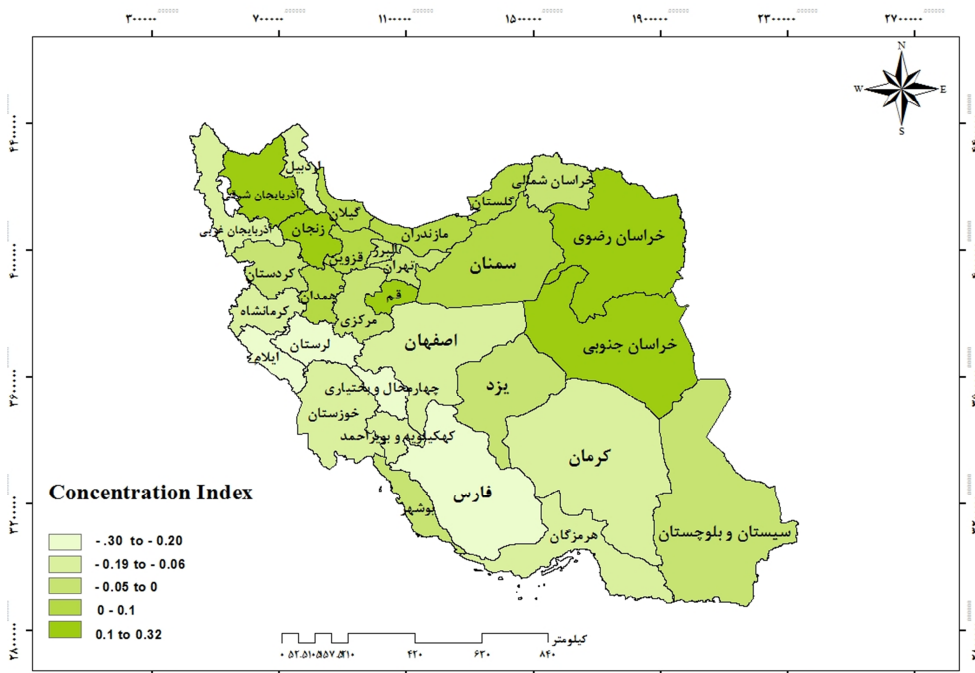 ۳۰۰۰۰۰ ۷۰۰۰۰۰ ۱۱۰۰۰۰۰ ۱۵۰۰۰۰۰ ۱۹۰۰۰۰۰ ۲۳۰۰۰۰۰ ۲۷۰۰۰۰۰
N
W E
S
۴۴۰۰۰۰۰
۴۰۰۰۰۰۰
۳۶۰۰۰۰۰
۳۲۰۰۰۰۰
۲۸۰۰۰۰۰
اردبیل
آذربایجان شرقی
خراسان شمالی
گلستان
گیلان
آذربایجان غربی
زنجان
مازندران
خراسان رضوی
قزوین
البرز
تهران
سمنان
کردستان
همدان
قم
کرمانشاه
مرکزی
لرستان
اصفهان
خراسان جنوبی
ایلام
چهارمحال و بختیاری
یزد
خوزستان
کهکیلویه و بویراحمد
کرمان
فارس
بوشهر
هرمزگان
سیستان و بلوچستان
Concentration Index
- .30 to - 0.20
- 0.19 to - 0.06
- 0.05 to 0
0 - 0.1
0.1 to 0.32
کیلومتر
۰ ۴۲۰ ۶۳۰ ۸۴۰